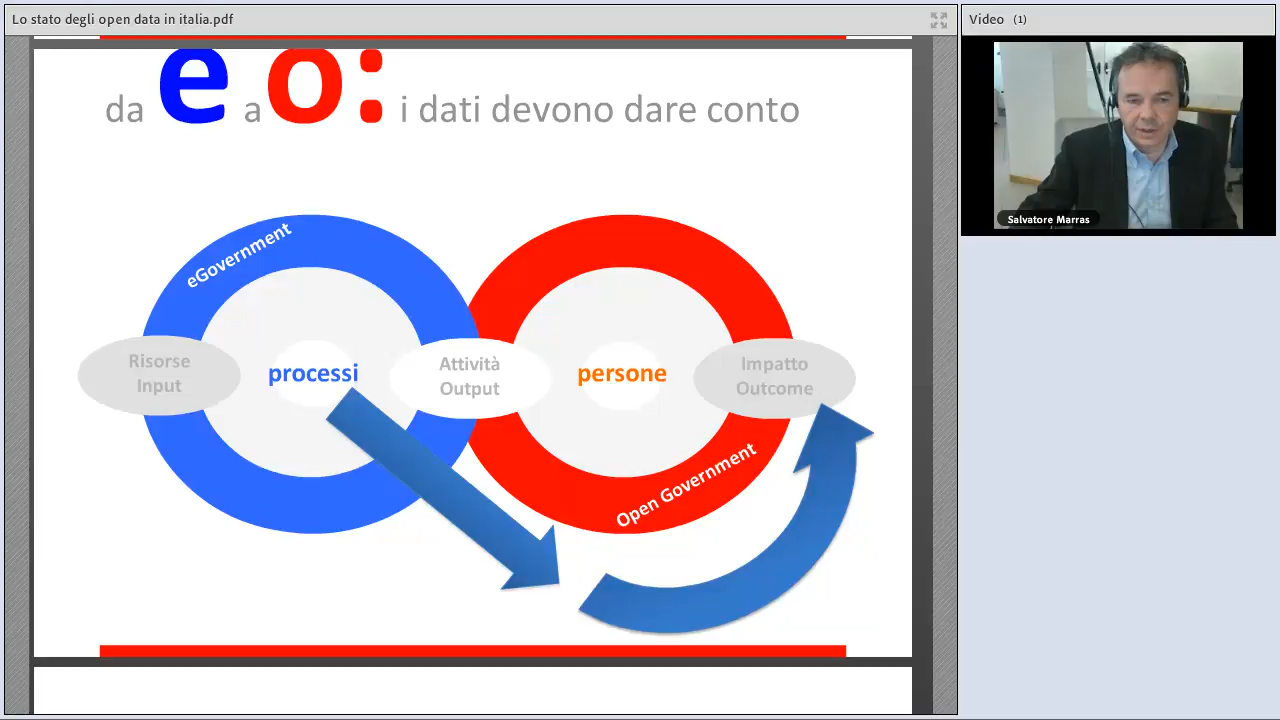 Lo stato degli open data in italia.pdf
Video (1)
da e a o: i dati devono dare conto
Salvatore Marras
eGovernment
Risorse
Input
processi
Attività
Output
persone
Impatto
Outcome
Open Government